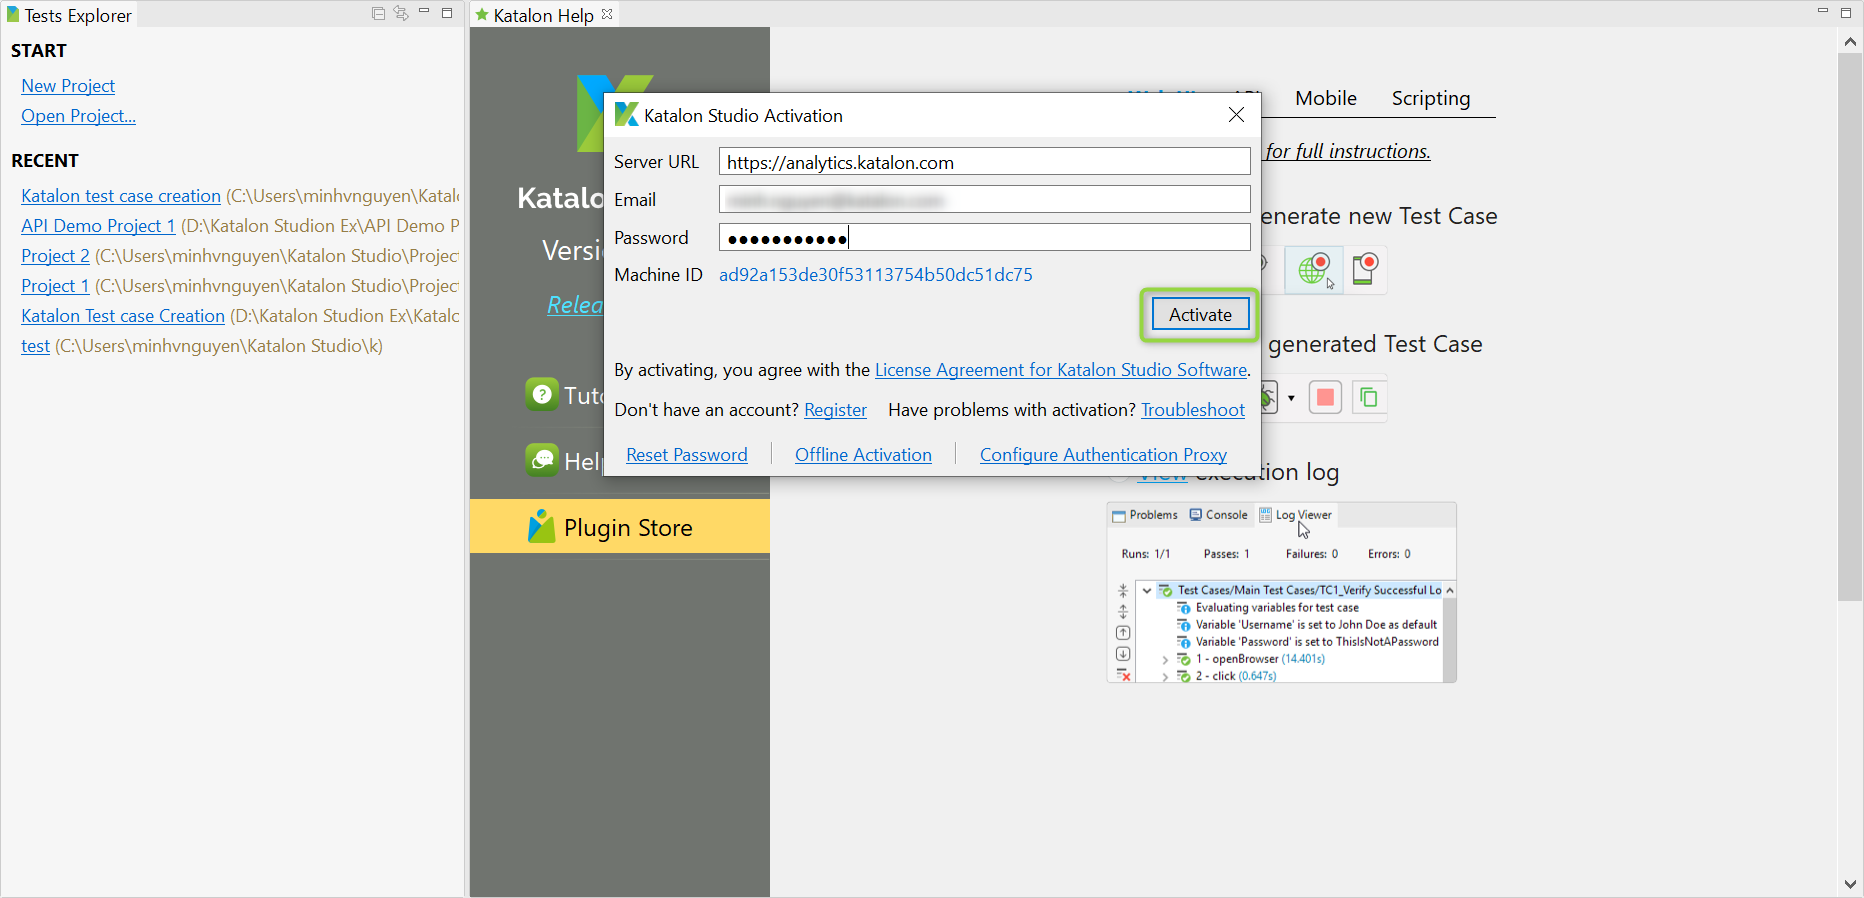 Tests Explorer
START
New Project
Open Project...
RECENT
Katalon test case creation (C:\Users\minhvnguyen\Katal
API Demo Project 1 (D:\Katalon Studion Ex\API Demo P
Project 2 (C:\Users\minhvnguyen\Katalon Studio\Project
Project 1 (C:\Users\minhvnguyen\Katalon Studio\Project
Katalon Test case Creation (D:\Katalon Studion Ex\Katalo
test (C:\Users\minhvnguyen\Katalon Studio\k)
Katalon Help
Katalo
Versi
Relea
Tuto
Help
Plugin Store
Katalon Studio Activation
Server URL https://analytics.katalon.com
Email
Password ●●●●●●●●●●●
Machine ID ad92a153de30f53113754b50dc51dc75
Activate
By activating, you agree with the License Agreement for Katalon Studio Software.
Don't have an account? Register Have problems with activation? Troubleshoot
Reset Password Offline Activation Configure Authentication Proxy
Mobile Scripting
for full instructions.
enerate new Test Case
generated Test Case
View execution log
Problems Console Log Viewer
Runs: 1/1 Passes: 1 Failures: 0 Errors: 0
Test Cases/Main Test Cases/TC1_Verify Successful Lo
Evaluating variables for test case
Variable 'Username' is set to John Doe as default
Variable 'Password' is set to ThisIsNotAPassword
1 - openBrowser (14.401s)
2 - click (0.647s)